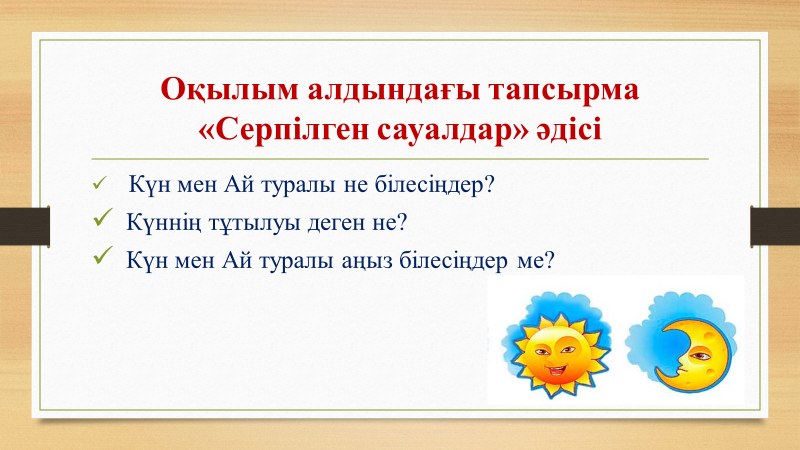 Оқылым алдындағы тапсырма
«Серпілген сауалдар» әдісі
Күн мен Ай туралы не білесіңдер?
Күннің тұтылуы деген не?
Күн мен Ай туралы аңыз білесіңдер ме?